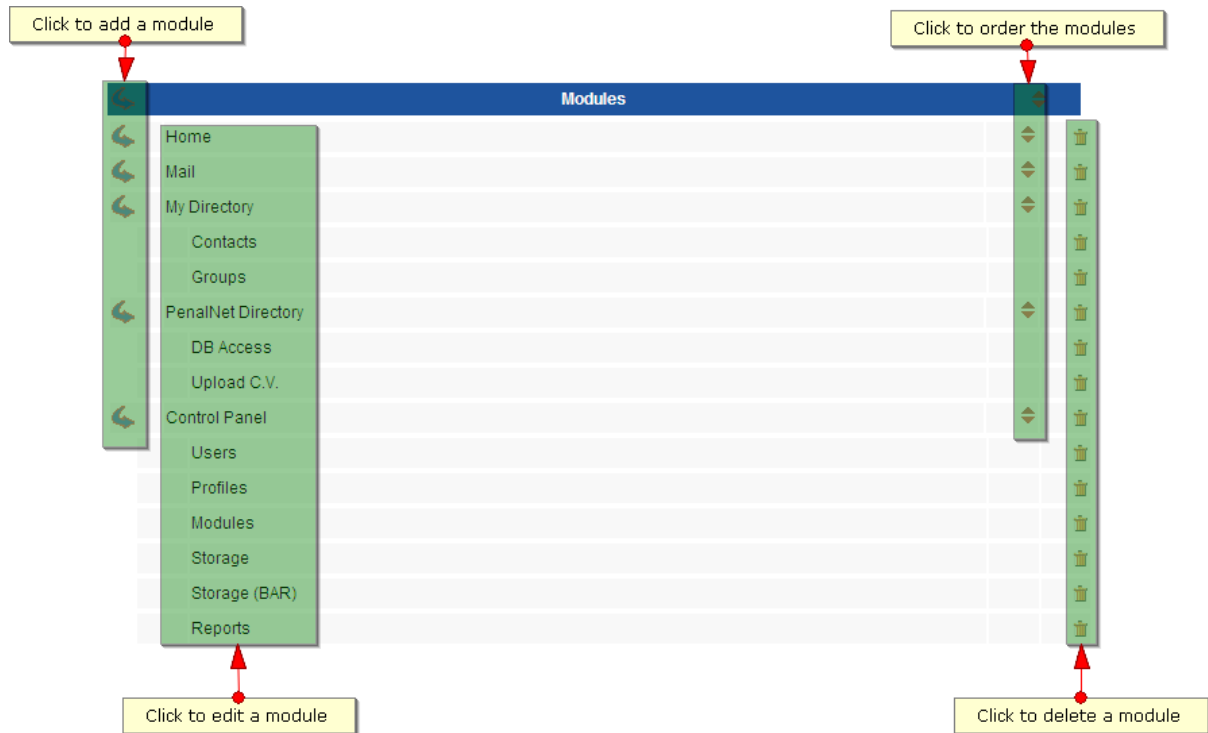 Click to add a module
Click to order the modules
Modules
Home
Mail
My Directory
Contacts
Groups
PenalNet Directory
DB Access
Upload C.V.
Control Panel
Users
Profiles
Modules
Storage
Storage (BAR)
Reports
Click to edit a module
Click to delete a module